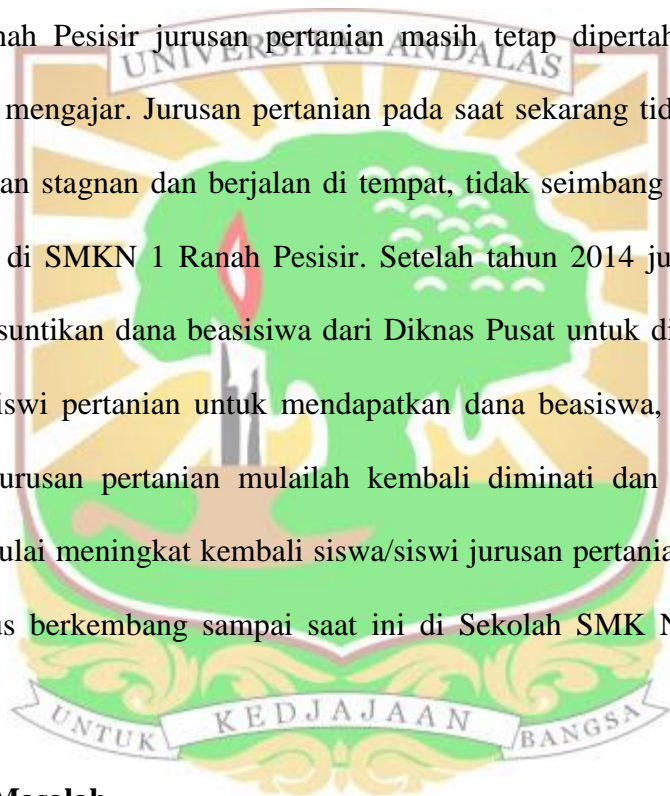 nah Pesisir jurusan pertanian masih tetap dipertah
UNIVERSITAS ANDALAS
mengajar. Jurusan pertanian pada saat sekarang tid
an stagnan dan berjalan di tempat, tidak seimbang
di SMKN 1 Ranah Pesisir. Setelah tahun 2014 ju
suntikan dana beasisiwa dari Diknas Pusat untuk di
iswi pertanian untuk mendapatkan dana beasiswa,
urusan pertanian mulailah kembali diminati dan
ulai meningkat kembali siswa/siswi jurusan pertania
us berkembang sampai saat ini di Sekolah SMK N
UNTUK KEDJAJAAN BANGSA
Masalah